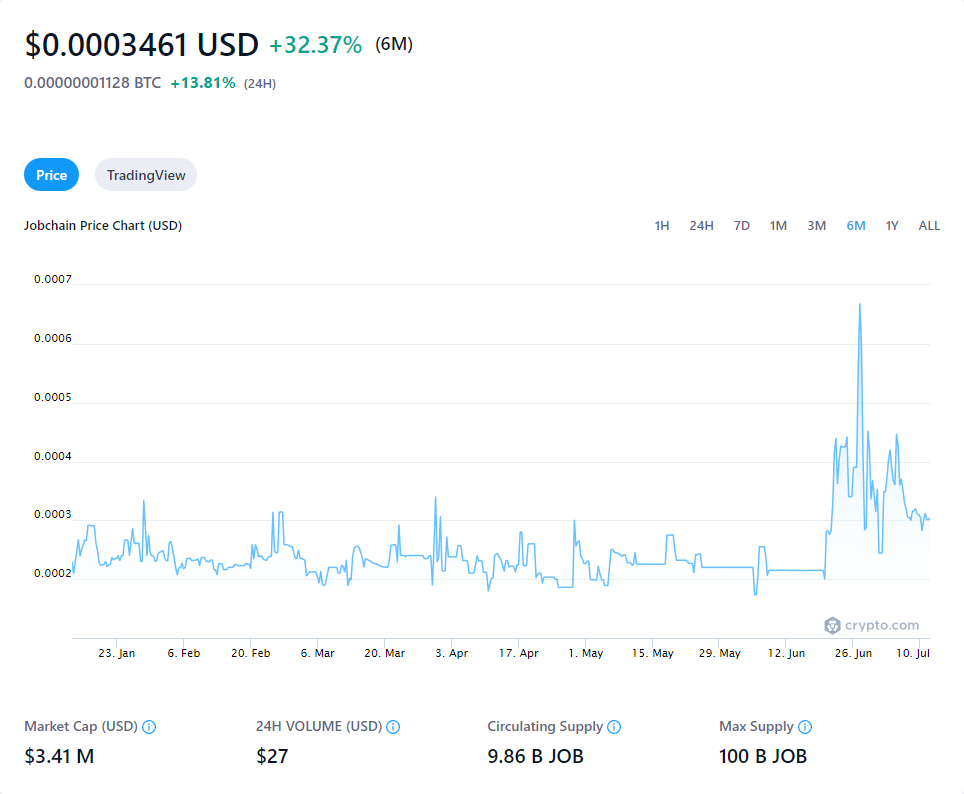 $0.0003461 USD +32.37% (6M)
0.00000001128 BTC +13.81% (24H)
Price TradingView
Jobchain Price Chart (USD) 1H 24H 7D 1M 3M 6M 1Y ALL
0.0007
0.0006
0.0005
0.0004
0.0003
0.0002
crypto.com
23. Jan 6. Feb 20. Feb 6. Mar 20. Mar 3. Apr 17. Apr 1. May 15. May 29. May 12. Jun 26. Jun 10. Jul
Market Cap (USD) 24H VOLUME (USD) Circulating Supply Max Supply
$3.41 M $27 9.86 B JOB 100 B JOB